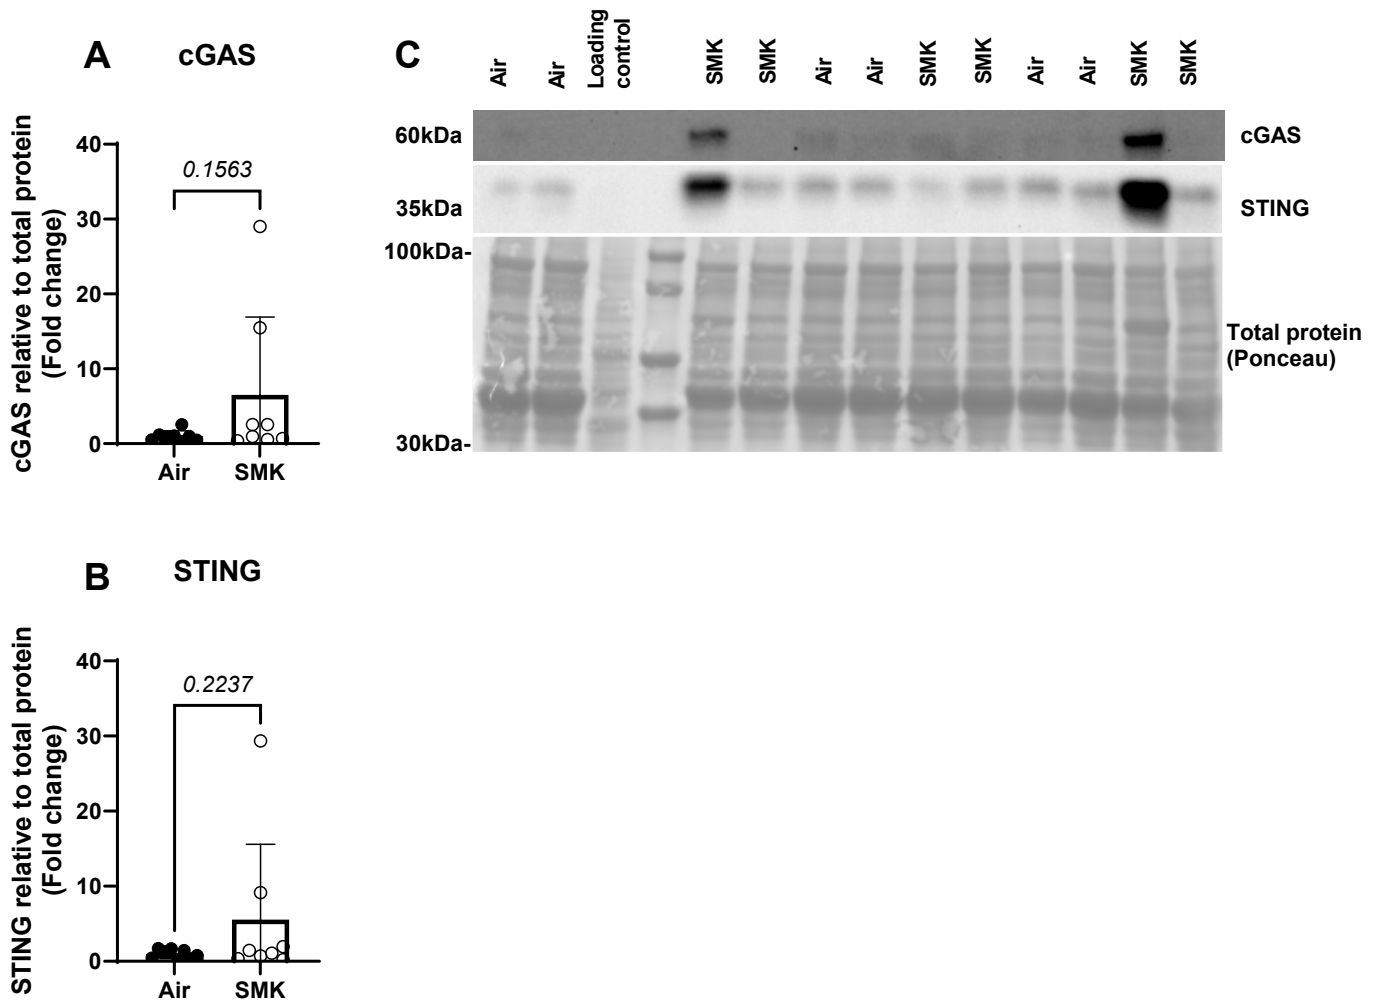 A
cGAS
cGAS relative to total protein
(Fold change)
40
30
20
10
0
0.1563
Air
SMK
B
STING
STING relative to total protein
(Fold change)
40
30
20
10
0
0.2237
Air
SMK
C
Air
Air
Loading
control
SMK
SMK
Air
Air
SMK
SMK
Air
Air
SMK
SMK
60kDa
cGAS
35kDa
STING
100kDa-
Total protein
(Ponceau)
30kDa-